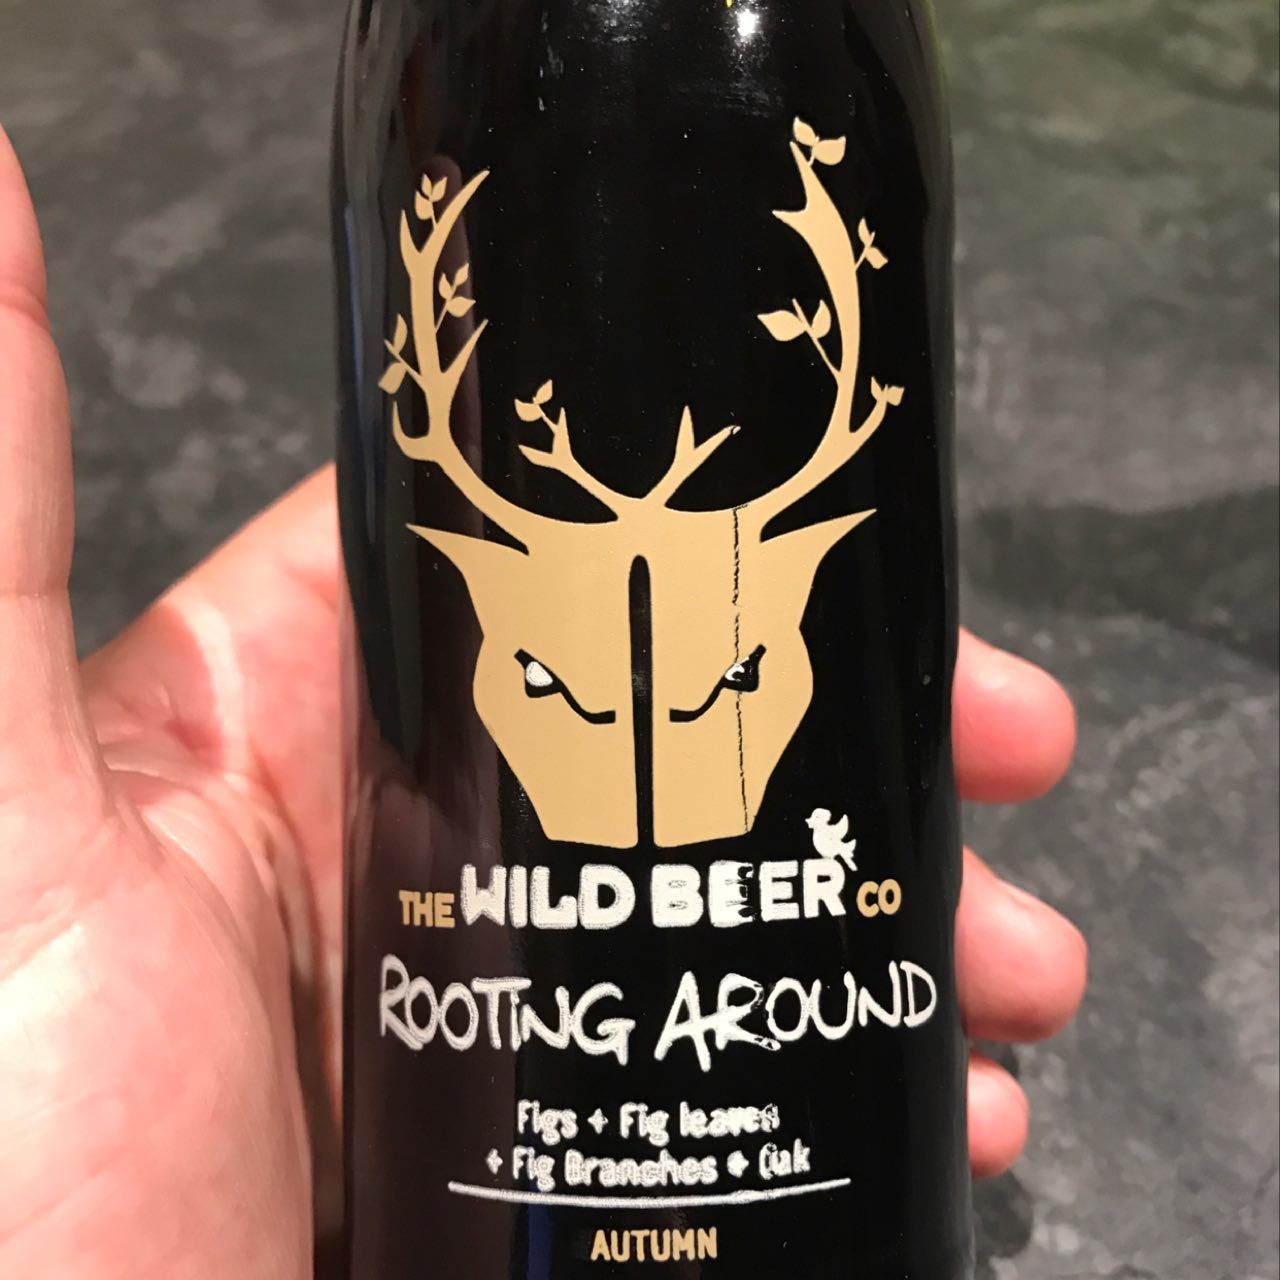 THE WILD BEER CO
ROOTING AROUND
Figs + Fig leaves
+ Fig Branches + Oak
AUTUMN